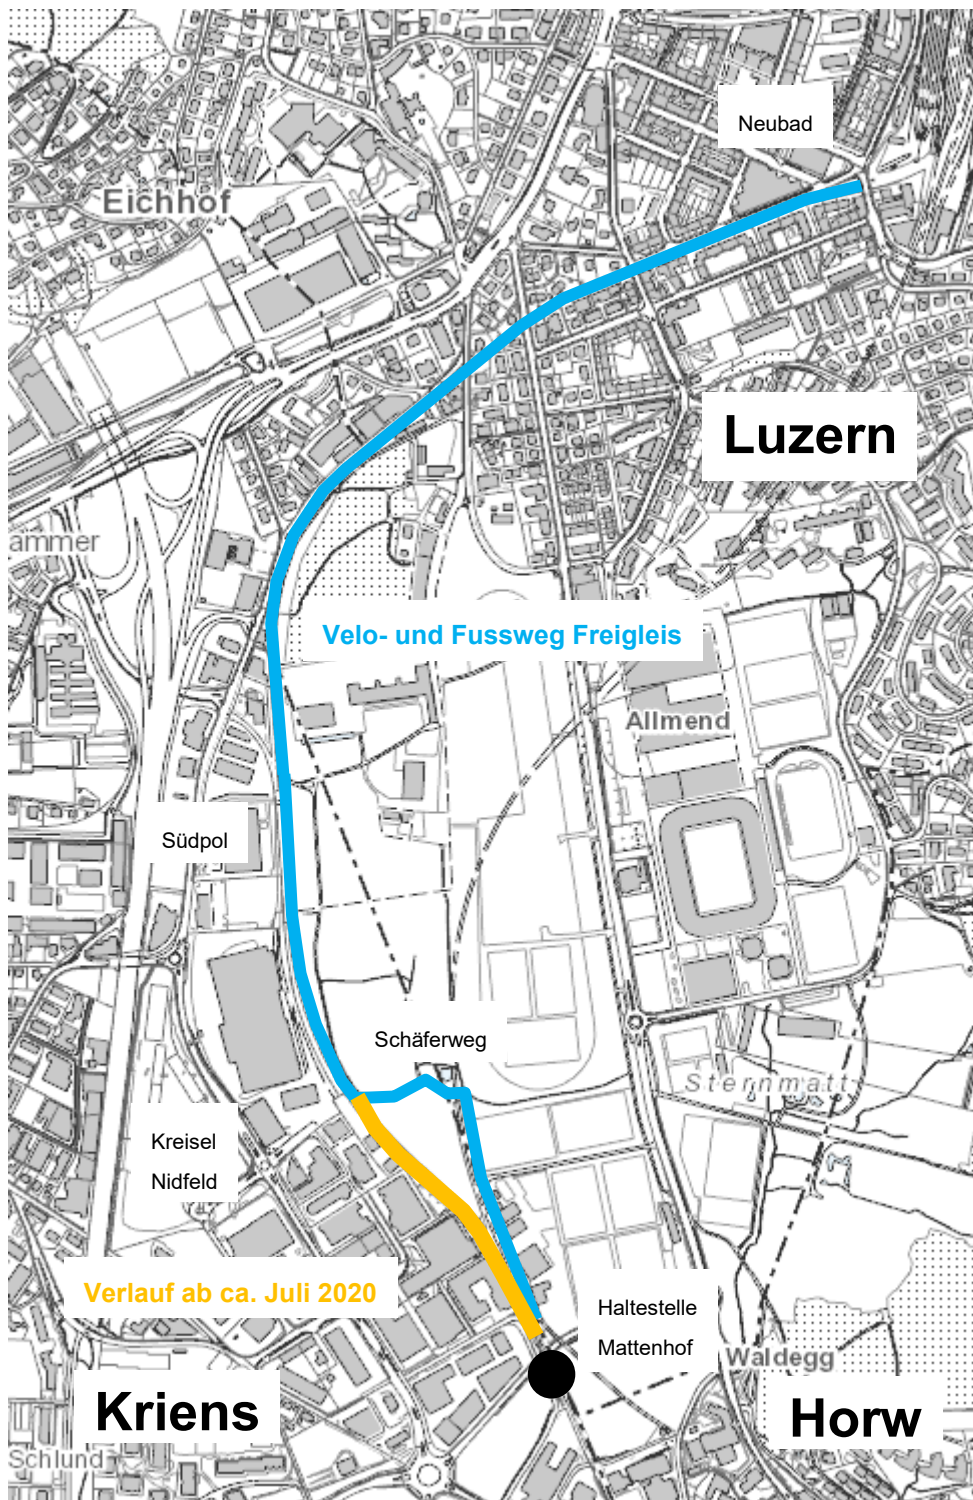 Neubad
Eichhof
Luzern
ammer
Velo- und Fussweg Freigleis
Allmend
Südpol
Schäferweg
Sternmatt
Kreisel
Nidfeld
Verlauf ab ca. Juli 2020
Haltestelle
Mattenhof
Waldegg
Kriens
Horw
Schlund